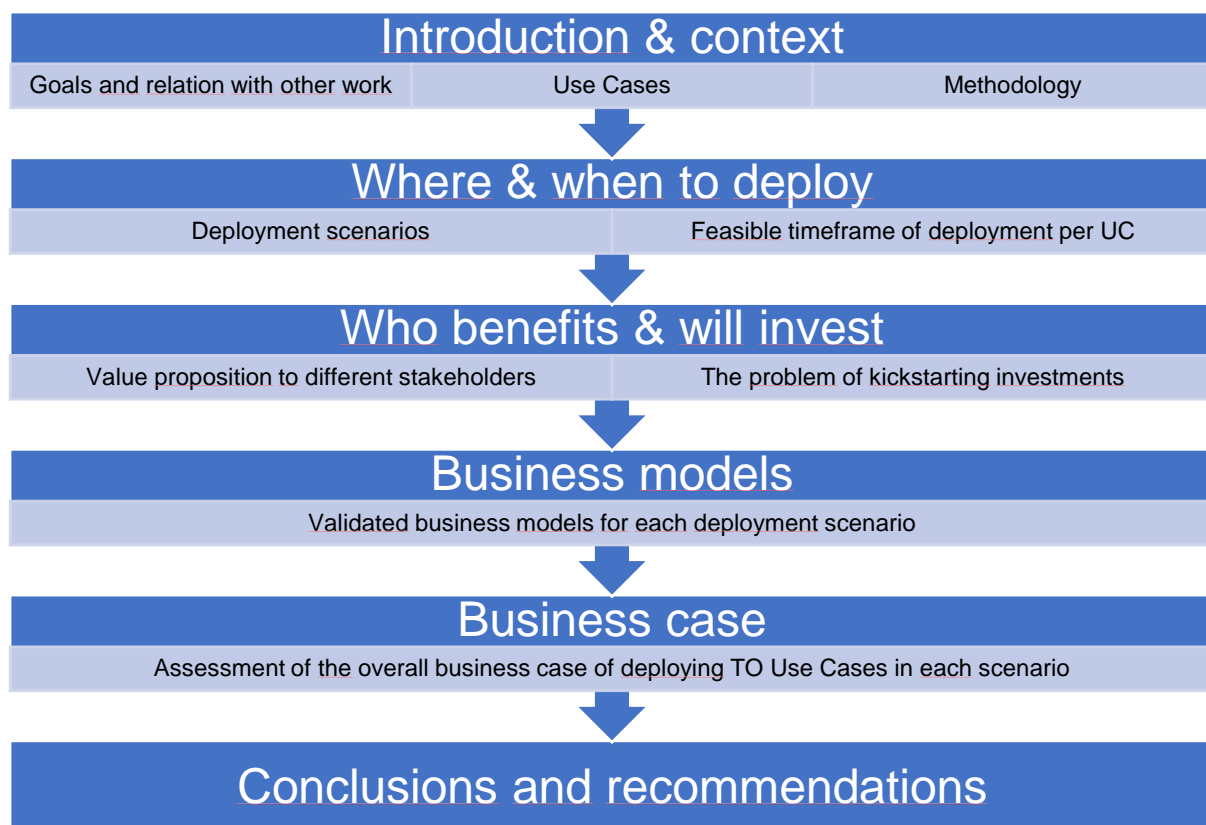 Introduction & context
Goals and relation with other work
Use Cases
Methodology
Where & when to deploy
Deployment scenarios
Feasible timeframe of deployment per UC
Who benefits & will invest
Value proposition to different stakeholders
The problem of kickstarting investments
Business models
Validated business models for each deployment scenario
Business case
Assessment of the overall business case of deploying TO Use Cases in each scenario
Conclusions and recommendations